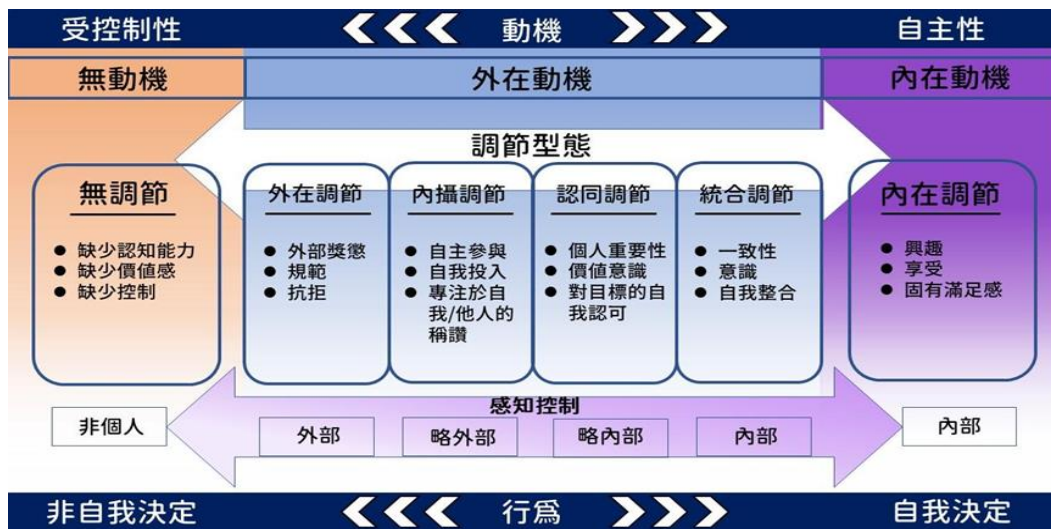 受控制性
動機
自主性
無動機
外在動機
內在動機
調節型態
無調節
● 缺少認知能力
● 缺少價値感
● 缺少控制
外在調節
● 外部獎懲
● 規範
● 抗拒
內攝調節
● 自主參與
● 自我投入
● 專注於自
我/他人的
稱讚
認同調節
● 個人重要性
● 價値意識
● 對目標的自
我認可
統合調節
● 一致性
● 意識
● 自我整合
內在調節
● 興趣
● 享受
● 固有滿足感
感知控制
非個人
外部
略外部
略內部
內部
內部
非自我決定
行爲
自我決定